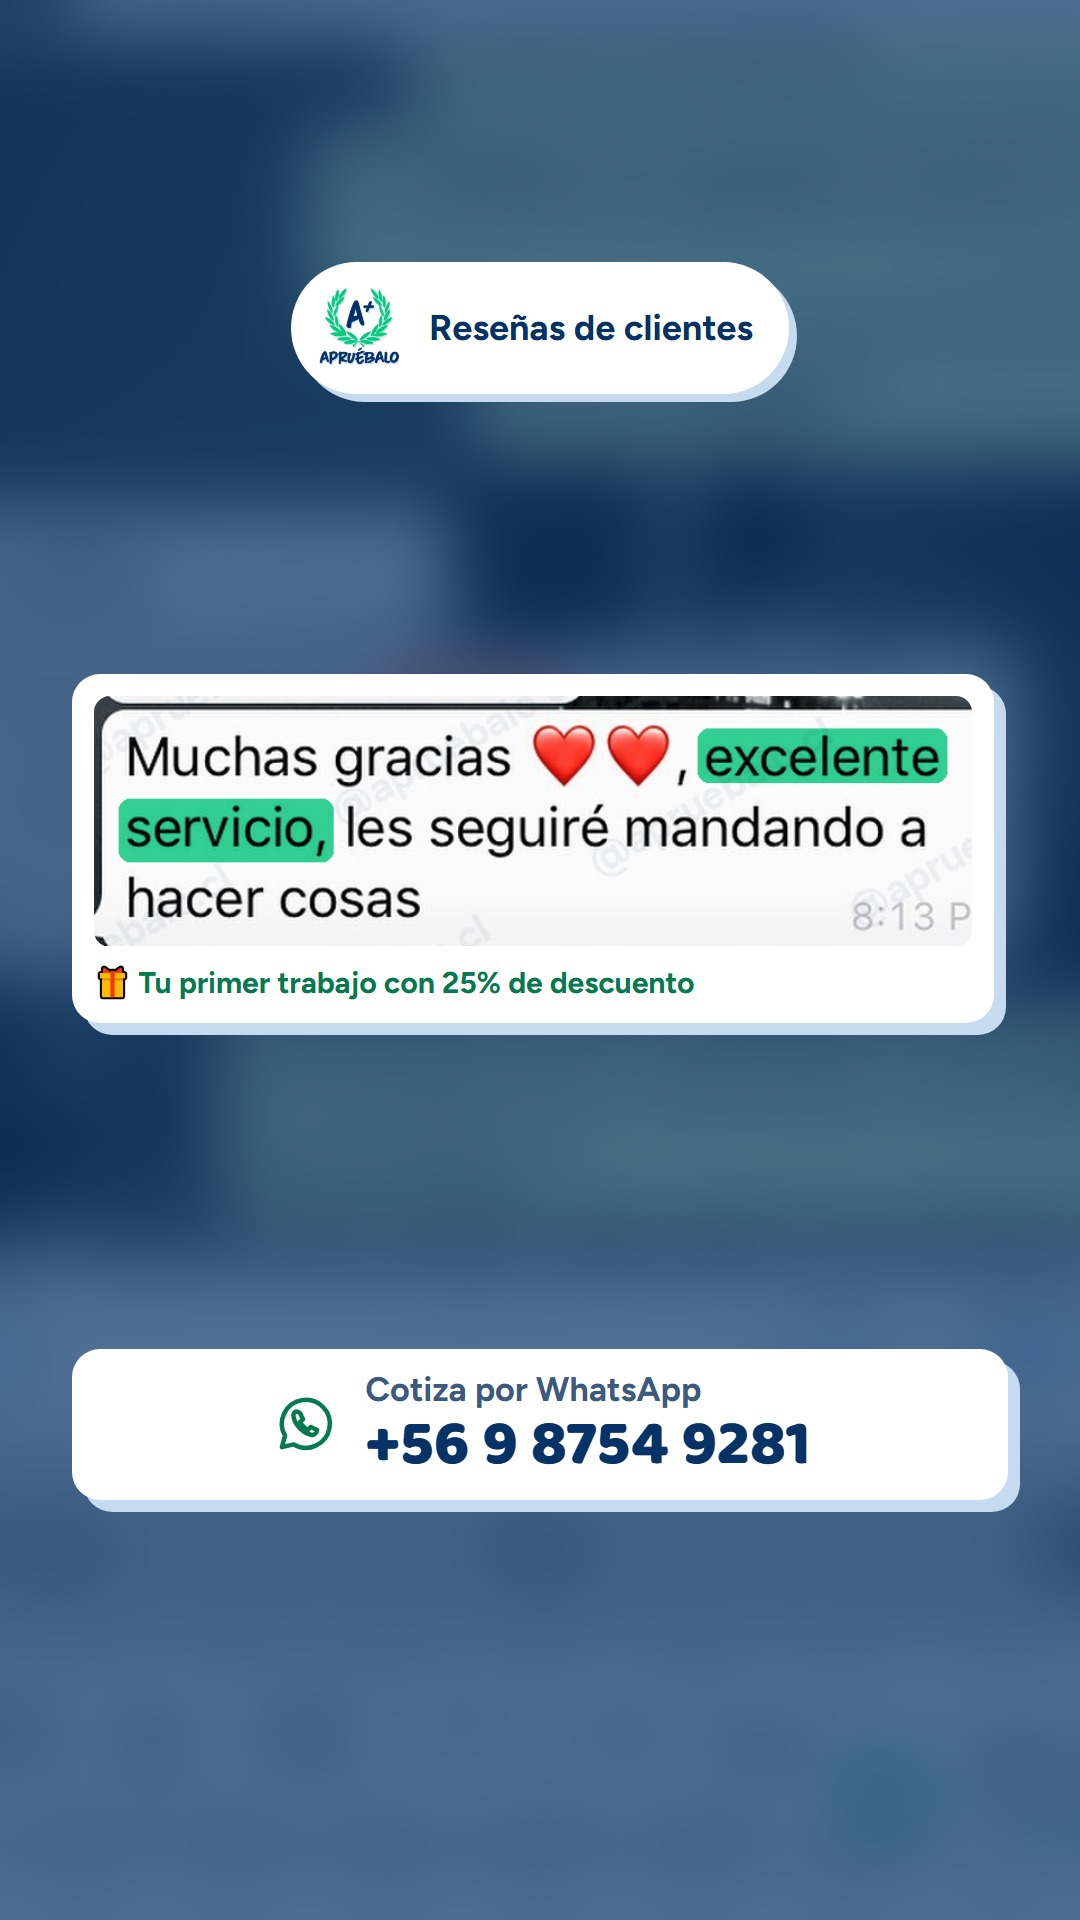 A+
APRUÉBALO
Reseñas de clientes
Muchas gracias ❤️❤️, excelente
servicio, les seguiré mandando a
hacer cosas
8:13 P
🎁 Tu primer trabajo con 25% de descuento
Cotiza por WhatsApp
+56 9 8754 9281